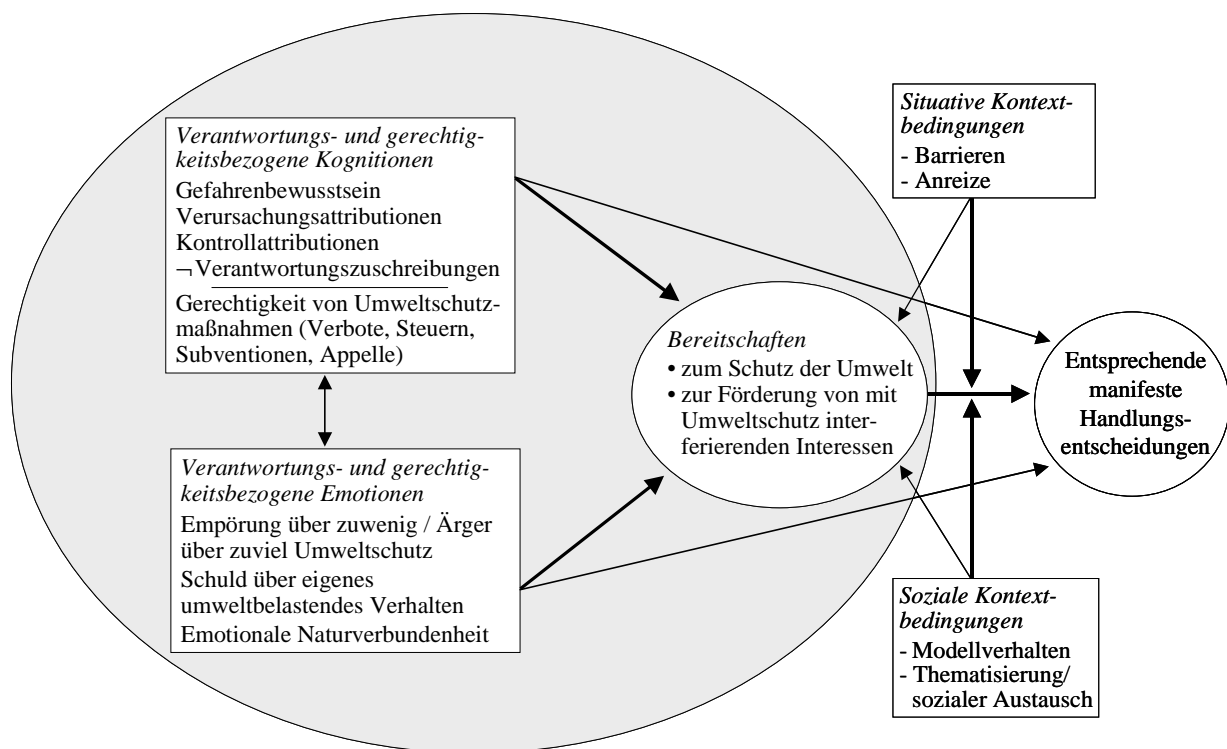 Verantwortungs- und gerechtig-
keitsbezogene Kognitionen
Gefahrenbewusstsein
Verursachungsattributionen
Kontrollattributionen
¬Verantwortungszuschreibungen
Gerechtigkeit von Umweltschutz-
maßnahmen (Verbote, Steuern,
Subventionen, Appelle)
Verantwortungs- und gerechtig-
keitsbezogene Emotionen
Empörung über zuwenig / Ärger
über zuviel Umweltschutz
Schuld über eigenes
umweltbelastendes Verhalten
Emotionale Naturverbundenheit
Bereitschaften
• zum Schutz der Umwelt
• zur Förderung von mit
Umweltschutz inter-
ferierenden Interessen
Situative Kontext-
bedingungen
- Barrieren
- Anreize
Entsprechende
manifeste
Handlungs-
entscheidungen
Soziale Kontext-
bedingungen
- Modellverhalten
- Thematisierung/
sozialer Austausch